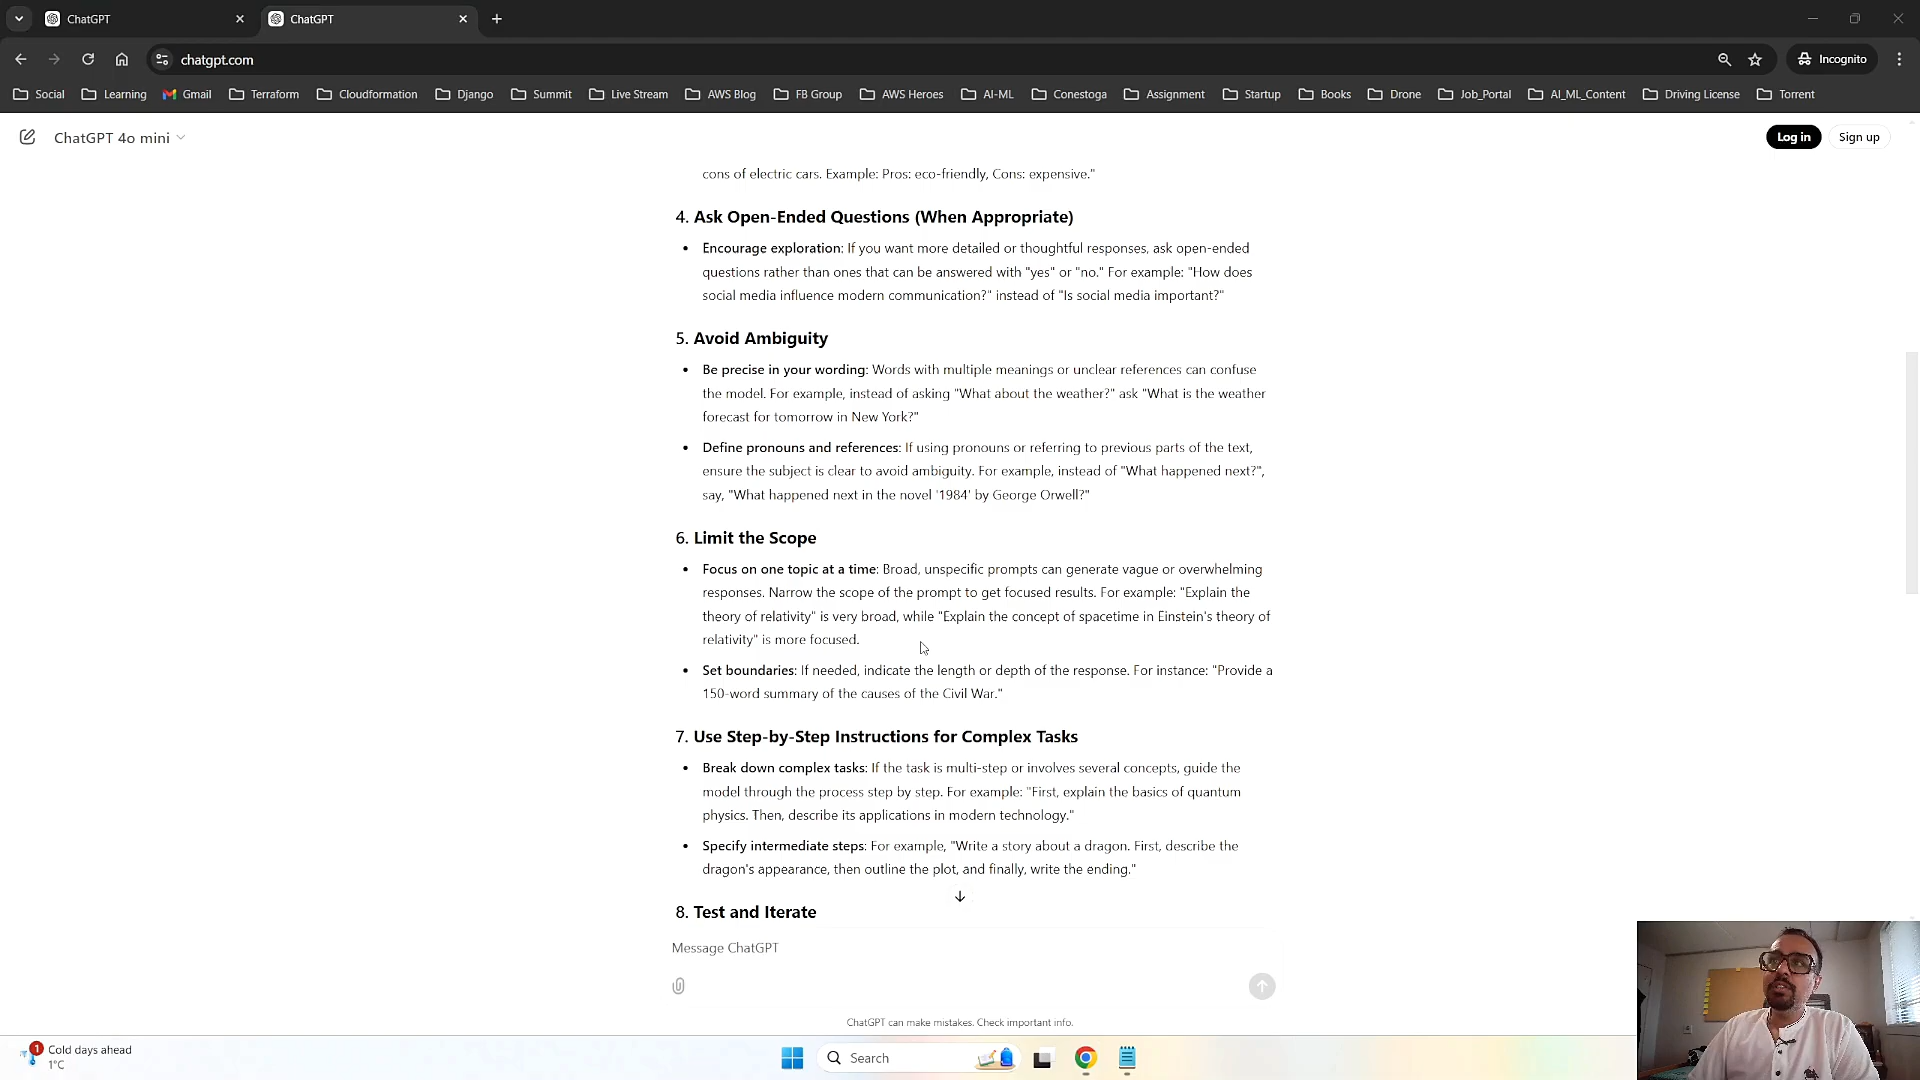 ChatGPT
ChatGPT
chatgpt.com
Incognito
Social
Learning
Gmail
Terraform
Cloudformation
Django
Summit
Live Stream
AWS Blog
FB Group
AWS Heroes
AI-ML
Conestoga
Assignment
Startup
Books
Drone
Job_Portal
AI_ML_Content
Driving License
Torrent
ChatGPT 4o mini
Log in
Sign up
cons of electric cars. Example: Pros: eco-friendly, Cons: expensive."
4. Ask Open-Ended Questions (When Appropriate)
• Encourage exploration: If you want more detailed or thoughtful responses, ask open-ended
questions rather than ones that can be answered with "yes" or "no." For example: "How does
social media influence modern communication?" instead of "Is social media important?"
5. Avoid Ambiguity
• Be precise in your wording: Words with multiple meanings or unclear references can confuse
the model. For example, instead of asking "What about the weather?" ask "What is the weather
forecast for tomorrow in New York?"
• Define pronouns and references: If using pronouns or referring to previous parts of the text,
ensure the subject is clear to avoid ambiguity. For example, instead of "What happened next?",
say, "What happened next in the novel '1984' by George Orwell?"
6. Limit the Scope
• Focus on one topic at a time: Broad, unspecific prompts can generate vague or overwhelming
responses. Narrow the scope of the prompt to get focused results. For example: "Explain the
theory of relativity" is very broad, while "Explain the concept of spacetime in Einstein's theory of
relativity" is more focused.
• Set boundaries: If needed, indicate the length or depth of the response. For instance: "Provide a
150-word summary of the causes of the Civil War."
7. Use Step-by-Step Instructions for Complex Tasks
• Break down complex tasks: If the task is multi-step or involves several concepts, guide the
model through the process step by step. For example: "First, explain the basics of quantum
physics. Then, describe its applications in modern technology."
• Specify intermediate steps: For example, "Write a story about a dragon. First, describe the
dragon's appearance, then outline the plot, and finally, write the ending."
8. Test and Iterate
Message ChatGPT
ChatGPT can make mistakes. Check important info.
1
Cold days ahead
1°C
Search